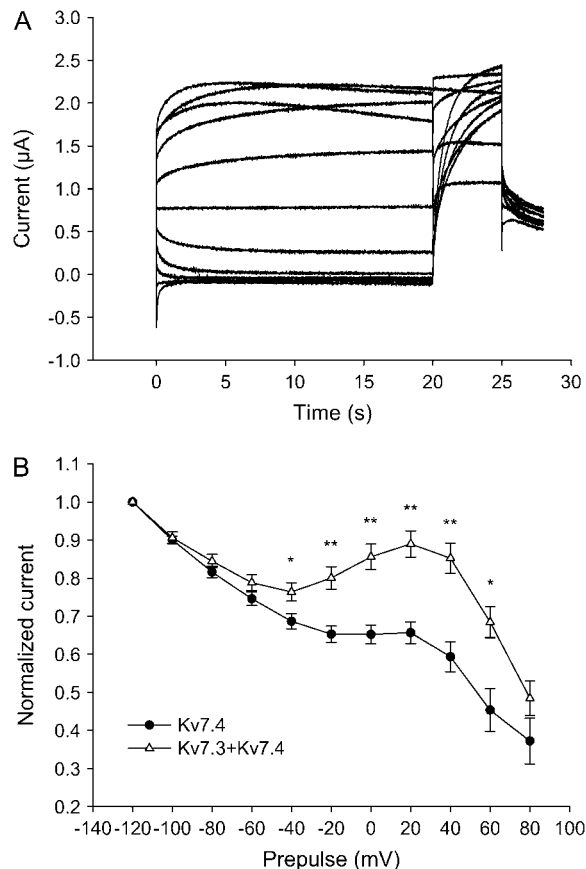 A
3.0
2.5
2.0
1.5
1.0
0.5
0.0
-0.5
-1.0
Current (µA)
0 5 10 15 20 25 30
Time (s)
B
1.1
1.0
0.9
0.8
0.7
0.6
0.5
0.4
0.3
0.2
Normalized current
* ** ** ** ** *
Kv7.4
Kv7.3+Kv7.4
-140 -120 -100 -80 -60 -40 -20 0 20 40 60 80 100
Prepulse (mV)